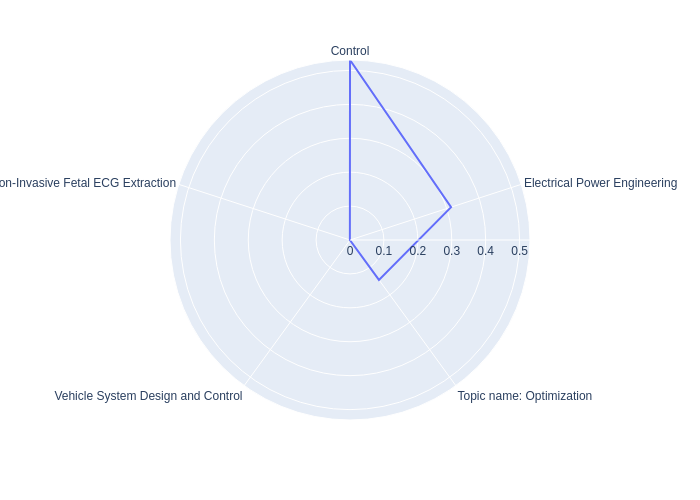 Control
on-Invasive Fetal ECG Extraction
Electrical Power Engineering
0 0.1 0.2 0.3 0.4 0.5
Vehicle System Design and Control
Topic name: Optimization